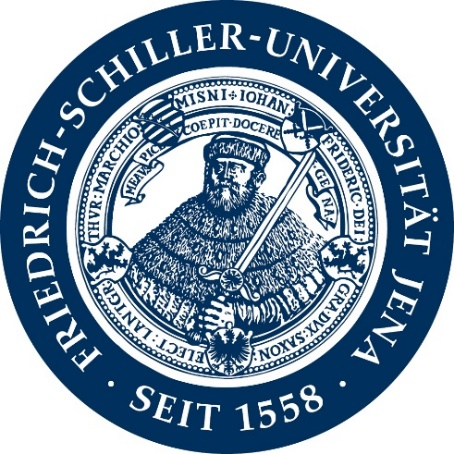 FRIEDRICH-SCHILLER-UNIVERSITÄT JENA
· SEIT 1558 ·
IOHAN: FRIDERIC: DEI: GRA: DVX: SAXON: ELECT: LANTGR: THVR: MARCHIO MISNI:
COEPIT·DOCERE
GENAE